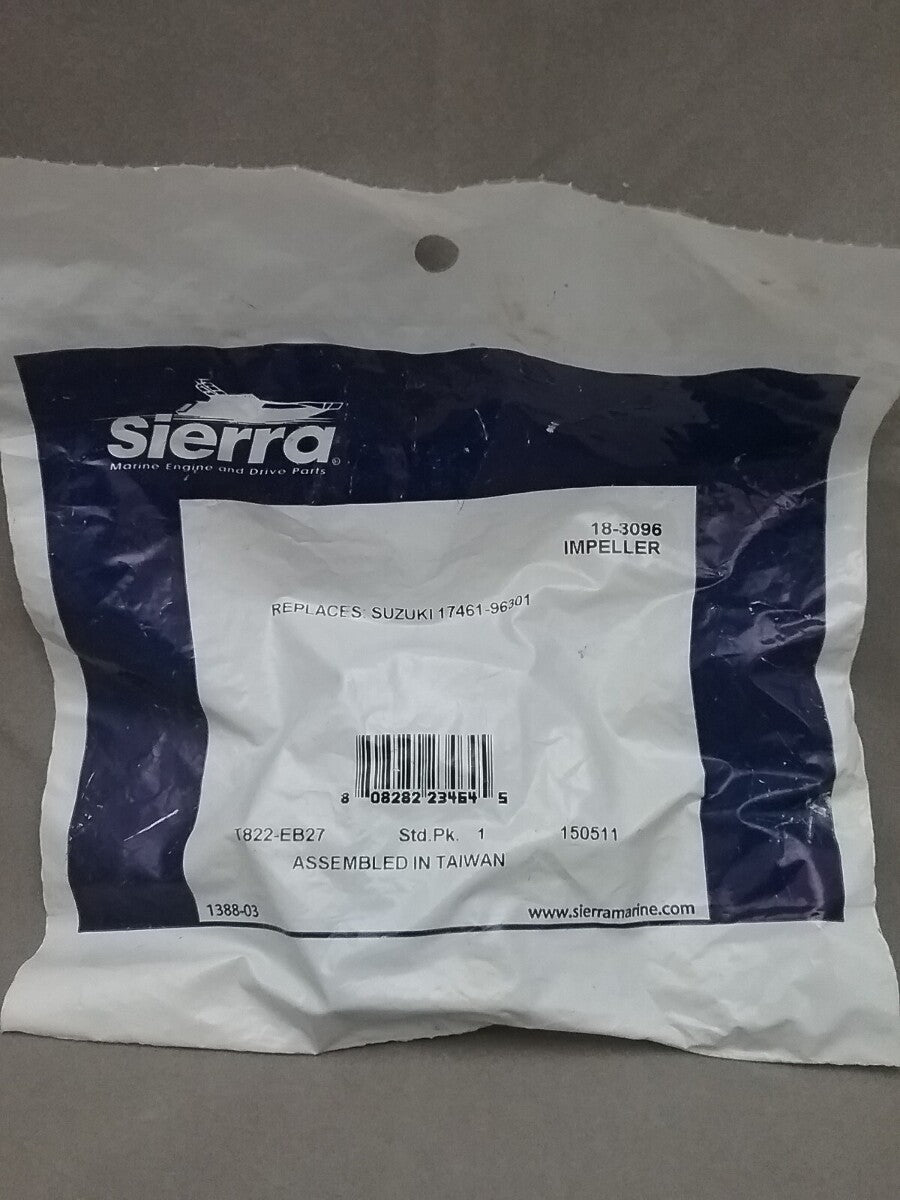 Sierra®
Marine Engine and Drive Parts
18-3096
IMPELLER
REPLACES: SUZUKI 17461-96301
8 08282 23464 5
T822-EB27 Std.Pk. 1 150511
ASSEMBLED IN TAIWAN
1388-03 www.sierramarine.com